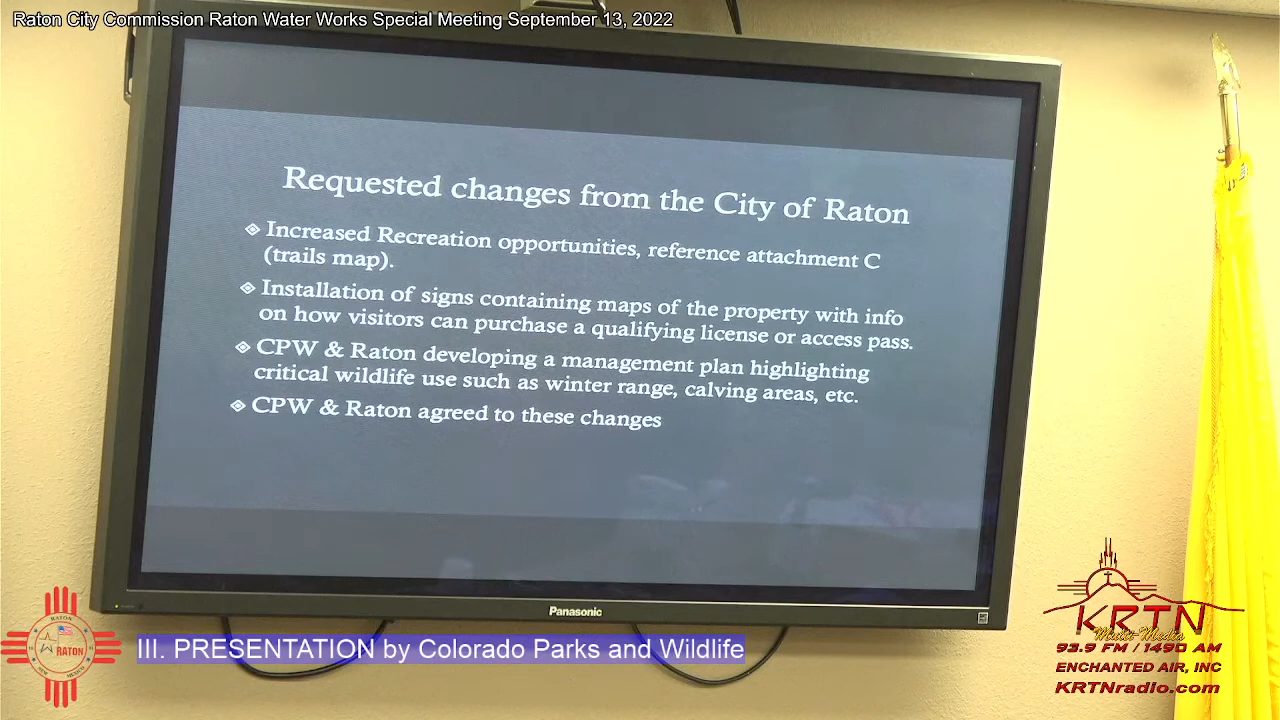 Raton City Commission Raton Water Works Special Meeting September 13, 2022
Requested changes from the City of Raton
Increased Recreation opportunities, reference attachment C
(trails map).
Installation of signs containing maps of the property with info
on how visitors can purchase a qualifying license or access pass.
CPW & Raton developing a management plan highlighting
critical wildlife use such as winter range, calving areas, etc.
CPW & Raton agreed to these changes
Panasonic
RATON
RATON
III. PRESENTATION by Colorado Parks and Wildlife
KRTN
Multi-Media
93.9 FM / 1490 AM
ENCHANTED AIR, INC
KRTNradio.com